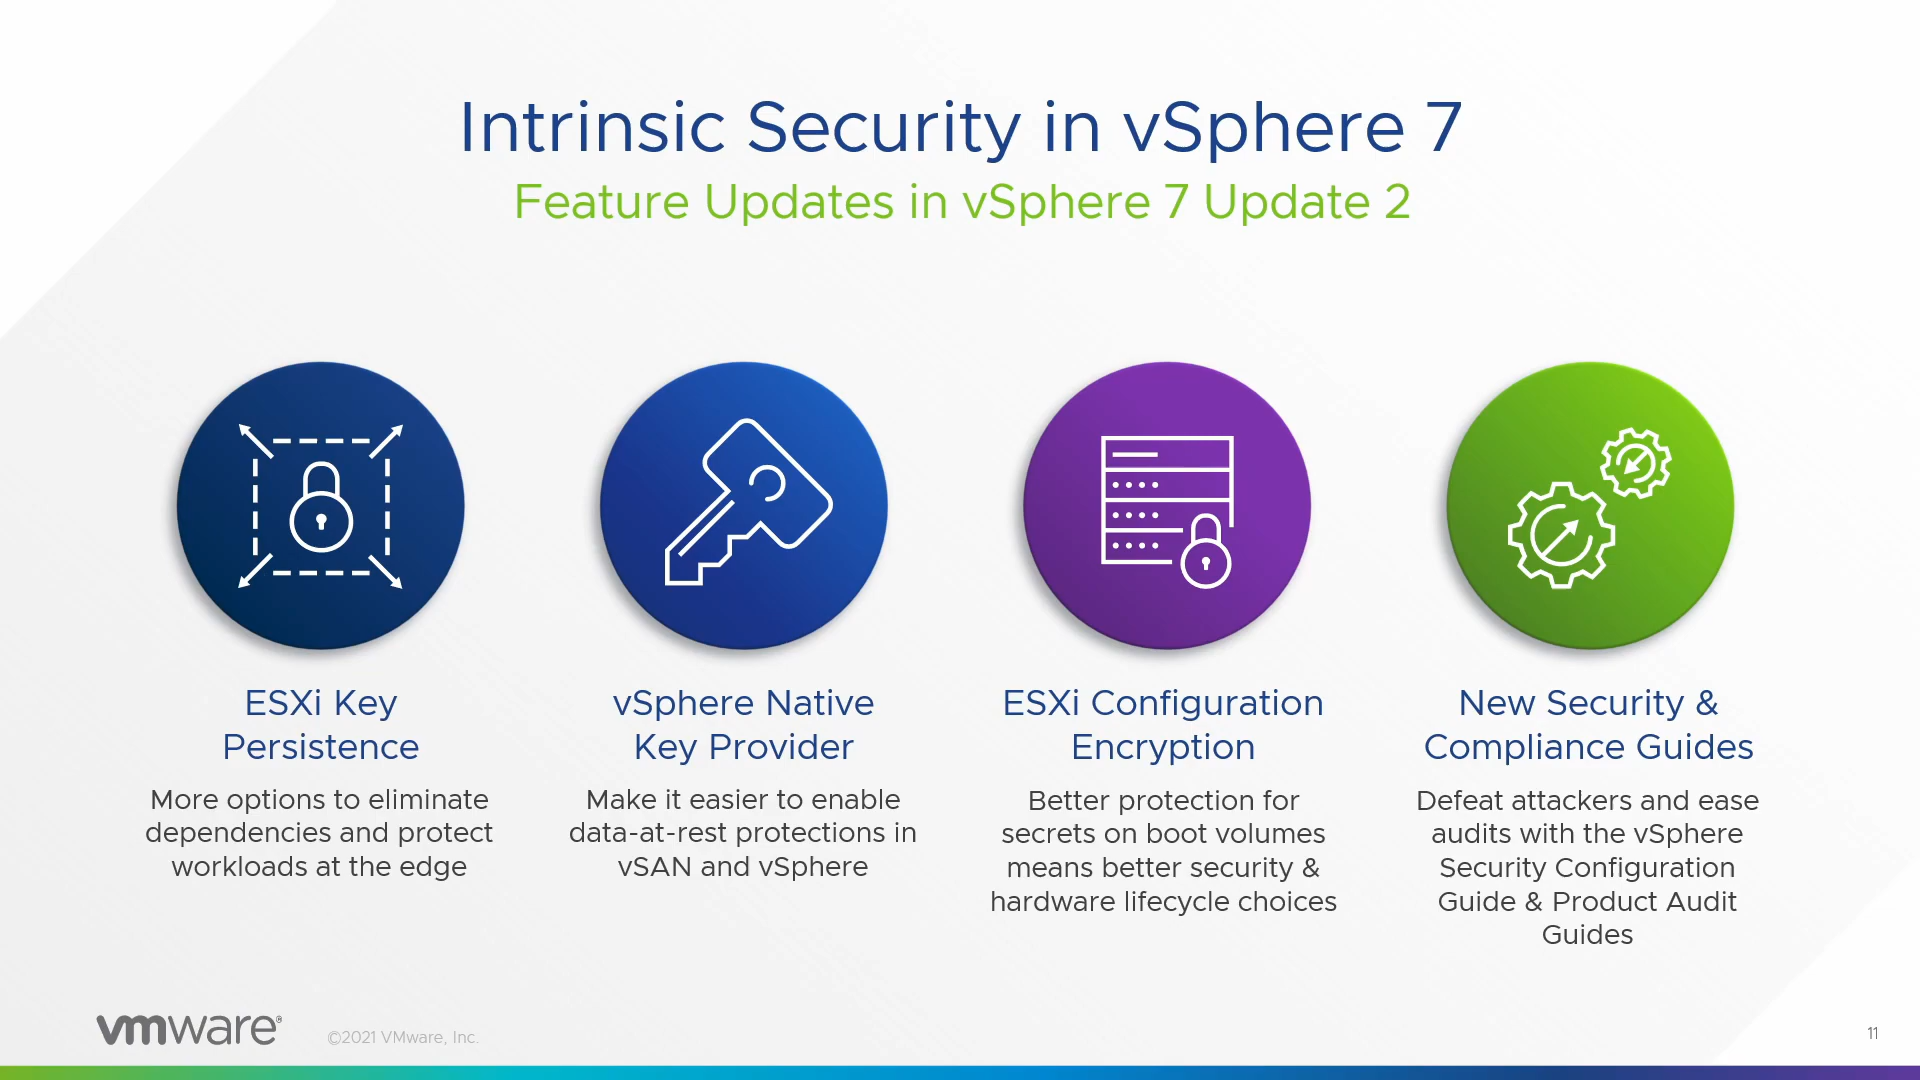 Intrinsic Security in vSphere 7
Feature Updates in vSphere 7 Update 2
ESXi Key
Persistence
More options to eliminate
dependencies and protect
workloads at the edge
vSphere Native
Key Provider
Make it easier to enable
data-at-rest protections in
vSAN and vSphere
ESXi Configuration
Encryption
Better protection for
secrets on boot volumes
means better security &
hardware lifecycle choices
New Security &
Compliance Guides
Defeat attackers and ease
audits with the vSphere
Security Configuration
Guide & Product Audit
Guides
vmware®
©2021 VMware, Inc.
11